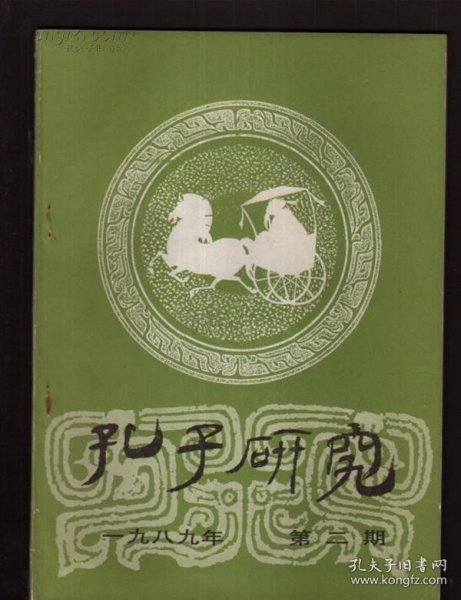 孔子研究
一九八九年 第三期
孔夫子旧书网
www.kongfz.com